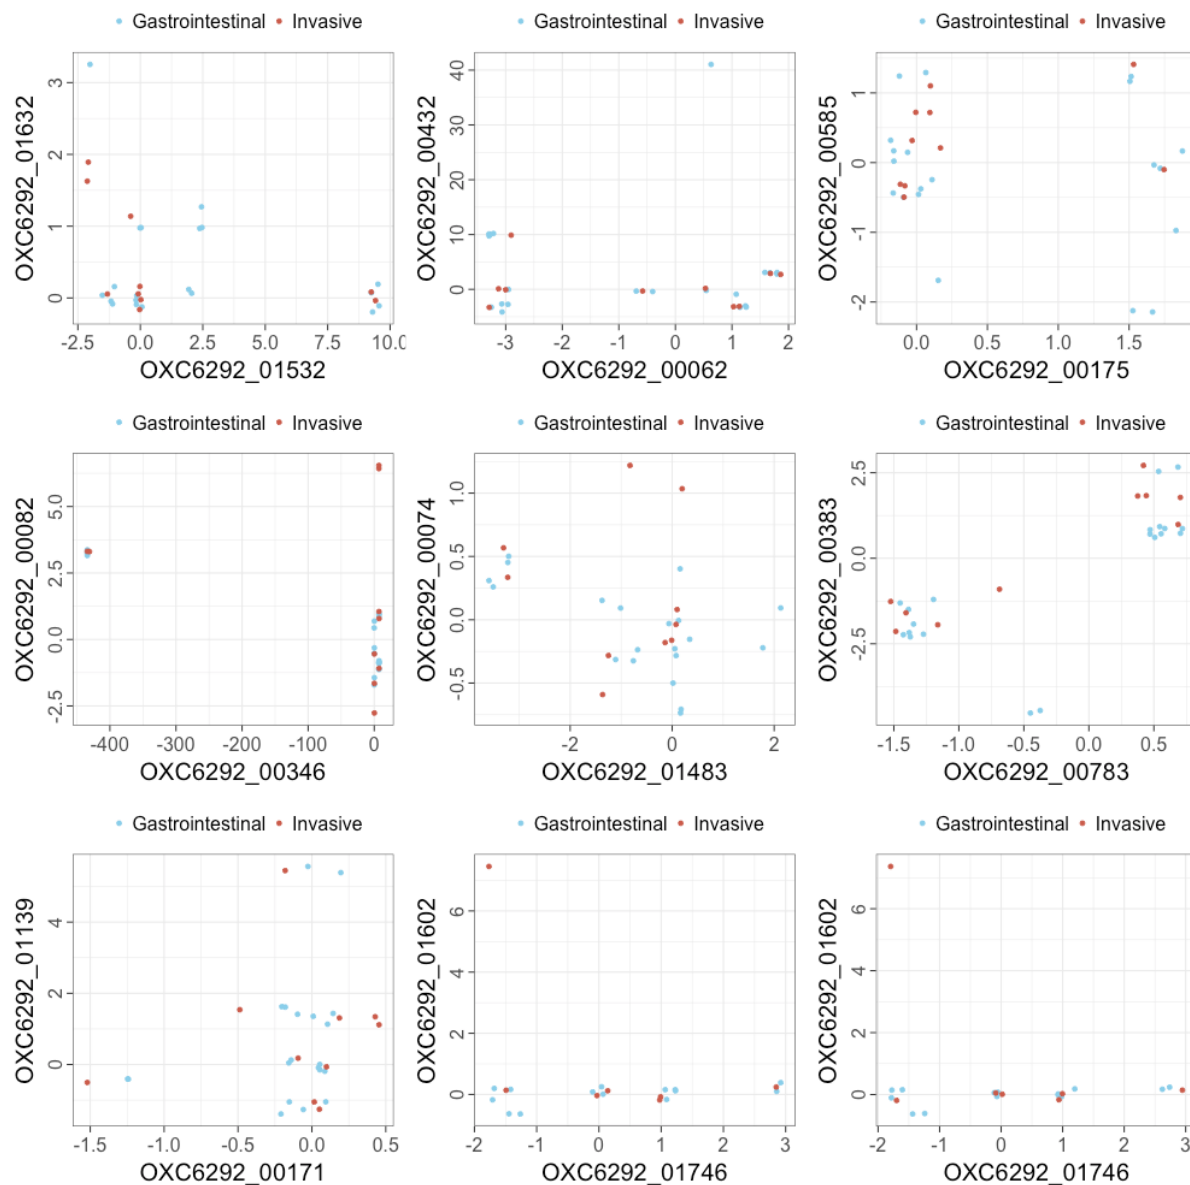 Gastrointestinal Invasive
OXC6292_01632
3
2
1
0
-2.5 0.0 2.5 5.0 7.5 10.0
OXC6292_01532
Gastrointestinal Invasive
OXC6292_00432
40
30
20
10
0
-3 -2 -1 0 1 2
OXC6292_00062
Gastrointestinal Invasive
OXC6292_00585
1
0
-1
-2
0.0 0.5 1.0 1.5
OXC6292_00175
Gastrointestinal Invasive
OXC6292_00082
5.0
2.5
0.0
-2.5
-400 -300 -200 -100 0
OXC6292_00346
Gastrointestinal Invasive
OXC6292_00074
1.0
0.5
0.0
-0.5
-2 0 2
OXC6292_01483
Gastrointestinal Invasive
OXC6292_00383
2.5
0.0
-2.5
-1.5 -1.0 -0.5 0.0 0.5
OXC6292_00783
Gastrointestinal Invasive
OXC6292_01139
4
2
0
-1.5 -1.0 -0.5 0.0 0.5
OXC6292_00171
Gastrointestinal Invasive
OXC6292_01602
6
4
2
0
-2 -1 0 1 2 3
OXC6292_01746
Gastrointestinal Invasive
OXC6292_01602
6
4
2
0
-2 -1 0 1 2 3
OXC6292_01746